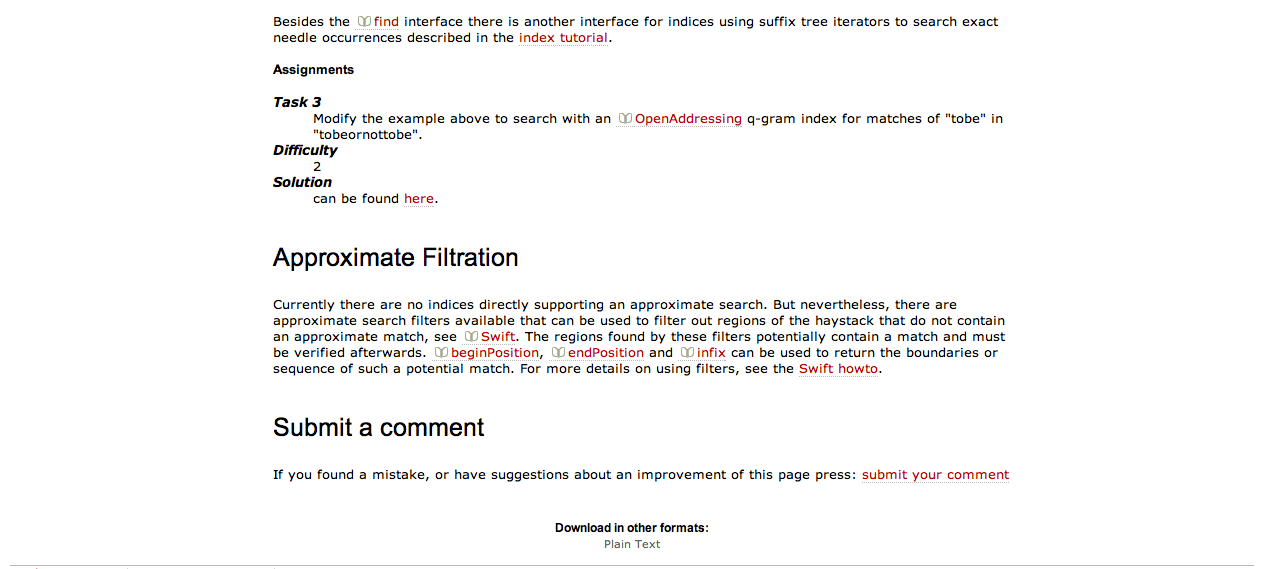 Besides the find interface there is another interface for indices using suffix tree iterators to search exact
needle occurrences described in the index tutorial.
Assignments
Task 3
Modify the example above to search with an OpenAddressing q-gram index for matches of "tobe" in
"tobeornottobe".
Difficulty
2
Solution
can be found here.
Approximate Filtration
Currently there are no indices directly supporting an approximate search. But nevertheless, there are
approximate search filters available that can be used to filter out regions of the haystack that do not contain
an approximate match, see Swift. The regions found by these filters potentially contain a match and must
be verified afterwards. beginPosition, endPosition and infix can be used to return the boundaries or
sequence of such a potential match. For more details on using filters, see the Swift howto.
Submit a comment
If you found a mistake, or have suggestions about an improvement of this page press: submit your comment
Download in other formats:
Plain Text